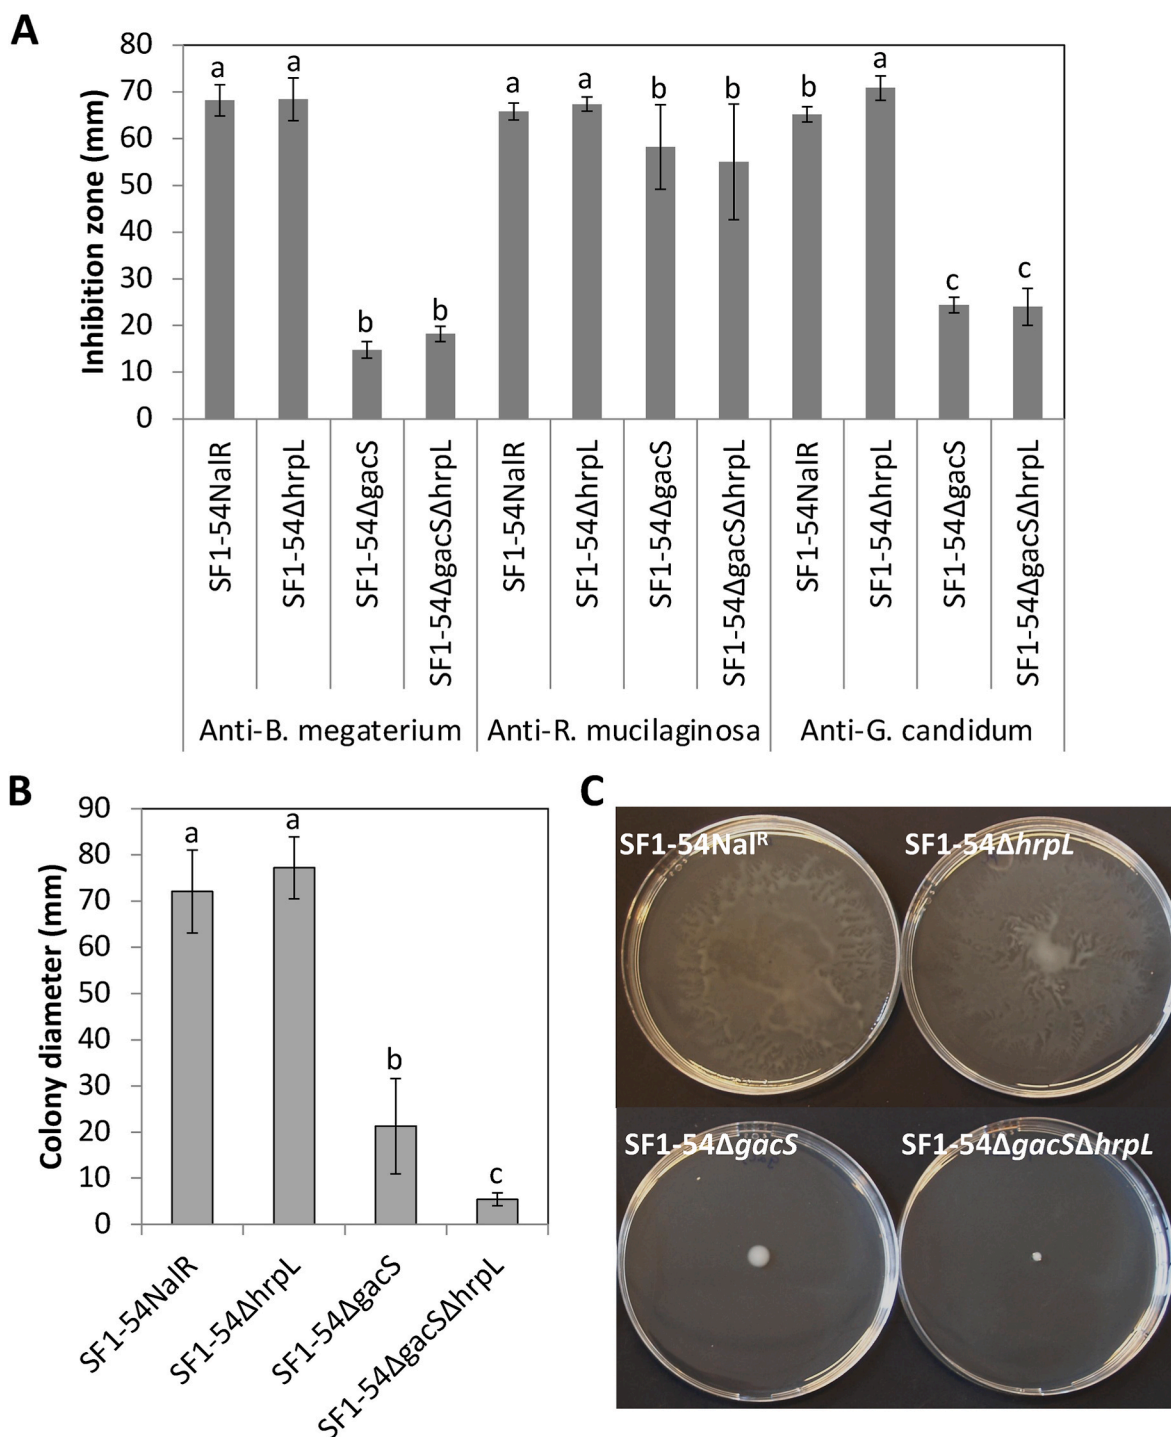 A
Inhibition zone (mm)
80
70
60
50
40
30
20
10
0
a
a
b
b
a
a
b
b
b
a
c
c
SF1-54NalR
SF1-54ΔhrpL
SF1-54ΔgacS
SF1-54ΔgacSΔhrpL
SF1-54NalR
SF1-54ΔhrpL
SF1-54ΔgacS
SF1-54ΔgacSΔhrpL
SF1-54NalR
SF1-54ΔhrpL
SF1-54ΔgacS
SF1-54ΔgacSΔhrpL
Anti-B. megaterium
Anti-R. mucilaginosa
Anti-G. candidum
B
Colony diameter (mm)
90
80
70
60
50
40
30
20
10
0
a
a
b
c
SF1-54NalR
SF1-54ΔhrpL
SF1-54ΔgacS
SF1-54ΔgacSΔhrpL
C
SF1-54Nalᴿ
SF1-54ΔhrpL
SF1-54ΔgacS
SF1-54ΔgacSΔhrpL